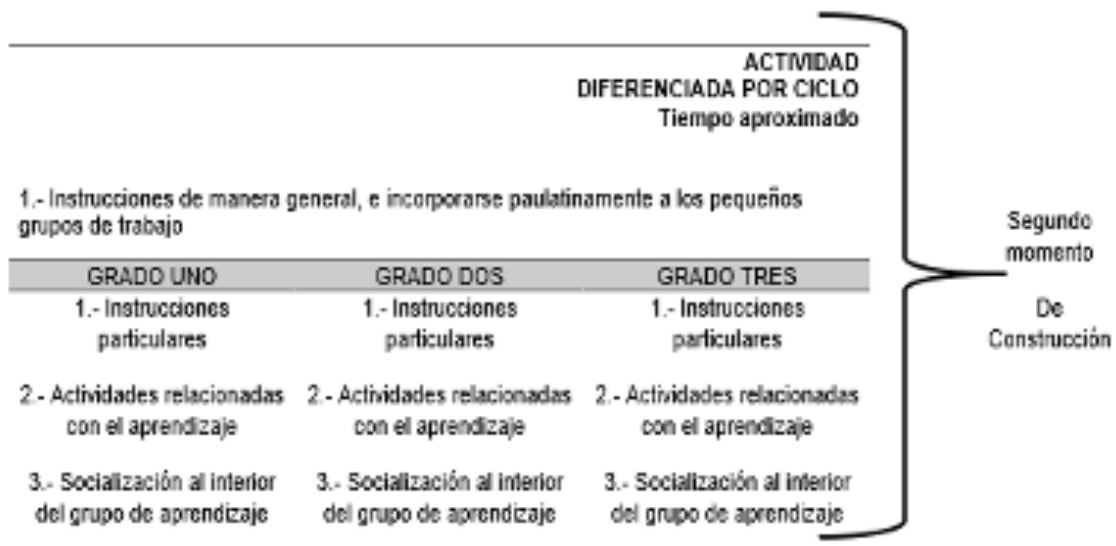 ACTIVIDAD
DIFERENCIADA POR CICLO
Tiempo aproximado
1.- Instrucciones de manera general, e incorporarse paulatinamente a los pequeños
grupos de trabajo
GRADO UNO GRADO DOS GRADO TRES
1.- Instrucciones 1.- Instrucciones 1.- Instrucciones
particulares particulares particulares
2.- Actividades relacionadas 2.- Actividades relacionadas 2.- Actividades relacionadas
con el aprendizaje con el aprendizaje con el aprendizaje
3.- Socialización al interior 3.- Socialización al interior 3.- Socialización al interior
del grupo de aprendizaje del grupo de aprendizaje del grupo de aprendizaje
Segundo
momento
De
Construcción